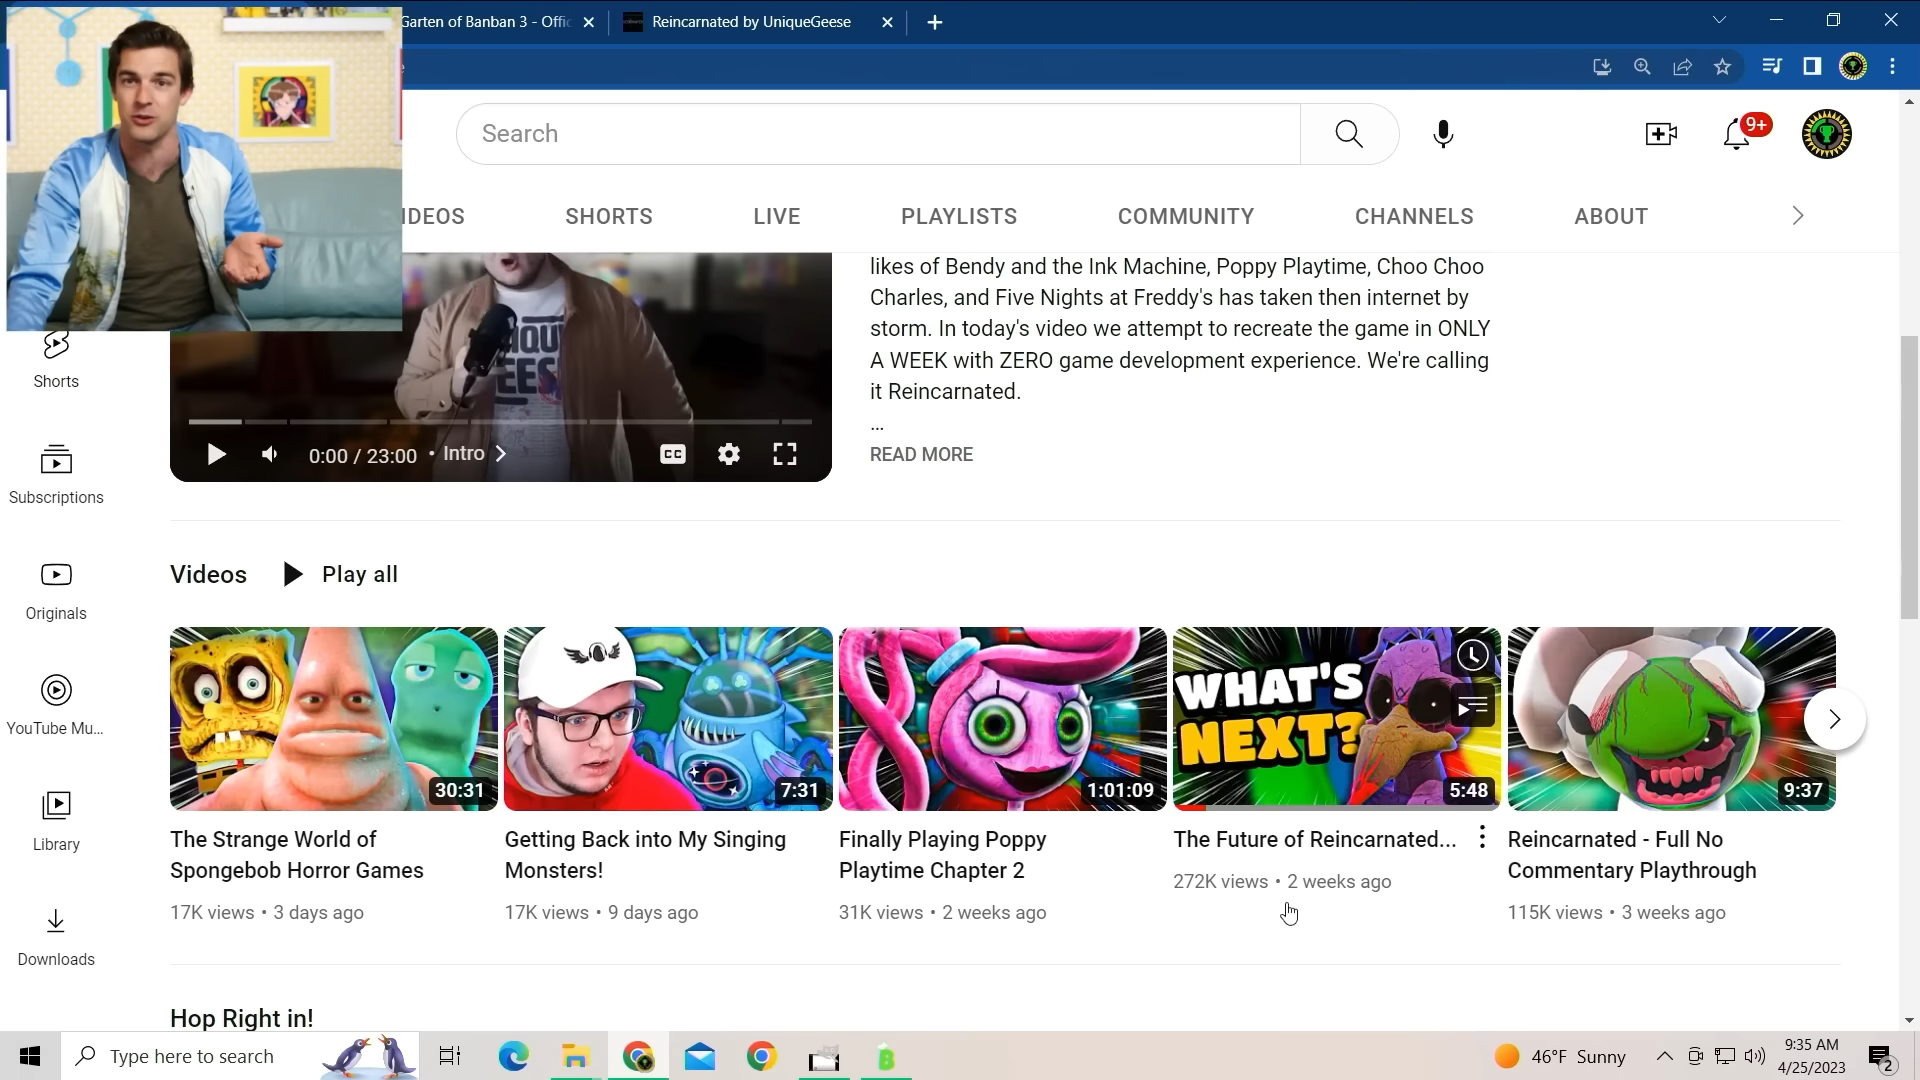 Garten of Banban 3 - Offic
Reincarnated by UniqueGeese
Search
9+
IDEOS
SHORTS
LIVE
PLAYLISTS
COMMUNITY
CHANNELS
ABOUT
likes of Bendy and the Ink Machine, Poppy Playtime, Choo Choo
Charles, and Five Nights at Freddy's has taken then internet by
storm. In today's video we attempt to recreate the game in ONLY
A WEEK with ZERO game development experience. We're calling
it Reincarnated.
...
READ MORE
0:00 / 23:00 • Intro
CC
Shorts
Subscriptions
Originals
YouTube Mu...
Library
Downloads
Videos
Play all
30:31
7:31
1:01:09
WHAT'S
NEXT?
5:48
9:37
The Strange World of
Spongebob Horror Games
17K views • 3 days ago
Getting Back into My Singing
Monsters!
17K views • 9 days ago
Finally Playing Poppy
Playtime Chapter 2
31K views • 2 weeks ago
The Future of Reincarnated...
272K views • 2 weeks ago
Reincarnated - Full No
Commentary Playthrough
115K views • 3 weeks ago
Hop Right in!
Type here to search
46°F Sunny
9:35 AM
4/25/2023
2